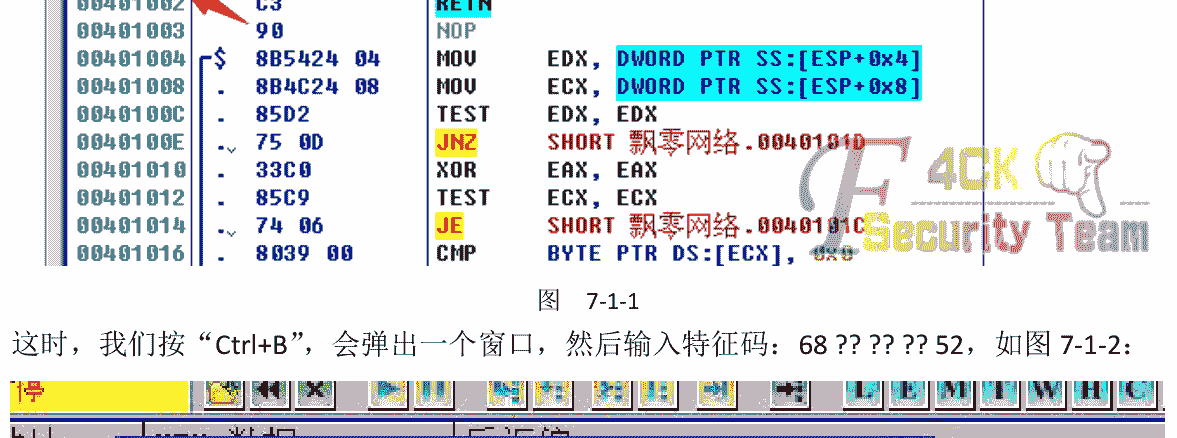 00401002 C3 RETN
00401003 90 NOP
00401004 $ 8B5424 04 MOV EDX, DWORD PTR SS:[ESP+0x4]
00401008 . 8B4C24 08 MOV ECX, DWORD PTR SS:[ESP+0x8]
0040100C . 85D2 TEST EDX, EDX
0040100E . 75 0D JNZ SHORT 飘零网络.0040101D
00401010 . 33C0 XOR EAX, EAX
00401012 . 85C9 TEST ECX, ECX
00401014 . 74 06 JE SHORT 飘零网络.0040101C
00401016 . 8039 00 CMP BYTE PTR DS:[ECX], 0x0
F4CK
Security Team
图 7-1-1
这时，我们按“Ctrl+B”，会弹出一个窗口，然后输入特征码：68 ?? ?? ?? ?? 52，如图 7-1-2：
停 L E M T W H C